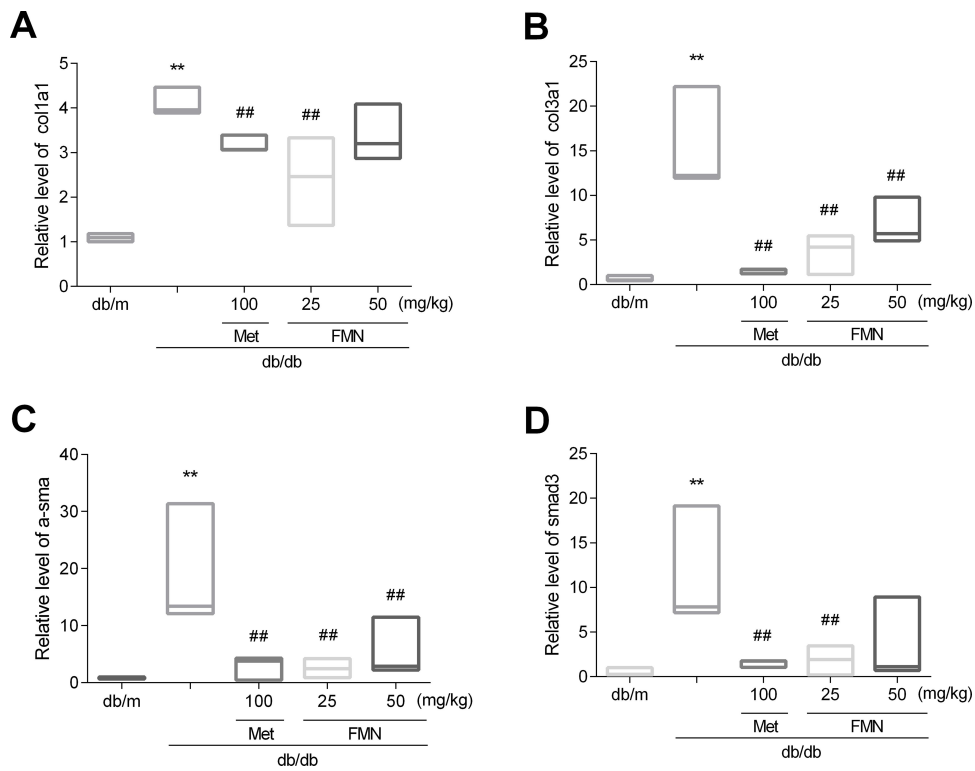 A
Relative level of col1a1
5
4
3
2
1
0
**
##
##
db/m
100
25
50
(mg/kg)
Met
FMN
db/db
B
Relative level of col3a1
25
20
15
10
5
0
**
##
##
##
db/m
100
25
50
(mg/kg)
Met
FMN
db/db
C
Relative level of a-sma
40
30
20
10
0
**
##
##
##
db/m
100
25
50
(mg/kg)
Met
FMN
db/db
D
Relative level of smad3
25
20
15
10
5
0
**
##
##
db/m
100
25
50
(mg/kg)
Met
FMN
db/db